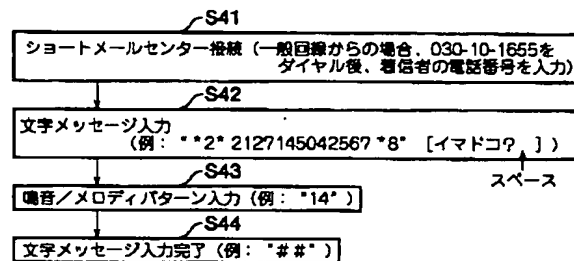 S41
ショートメールセンター接続（一般回線からの場合、030-10-1655を
ダイヤル後、着信者の電話番号を入力）
S42
文字メッセージ入力
（例： "*2* 2127145042567 *8" [イマドコ？ ]）
スペース
S43
鳴音／メロディパターン入力（例： "14"）
S44
文字メッセージ入力完了（例： "##"）